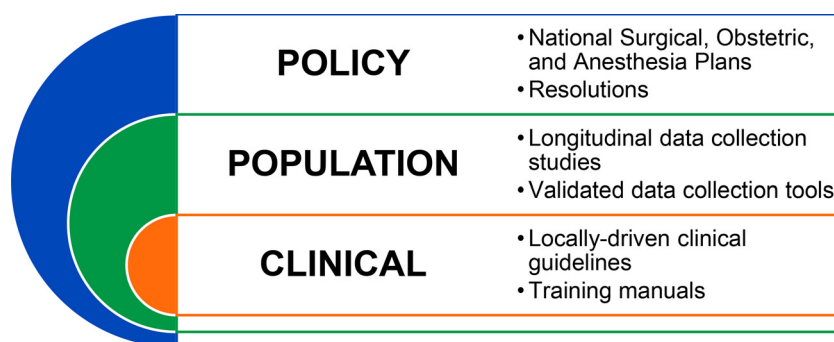 POLICY
• National Surgical, Obstetric,
and Anesthesia Plans
• Resolutions
POPULATION
• Longitudinal data collection
studies
• Validated data collection tools
CLINICAL
• Locally-driven clinical
guidelines
• Training manuals